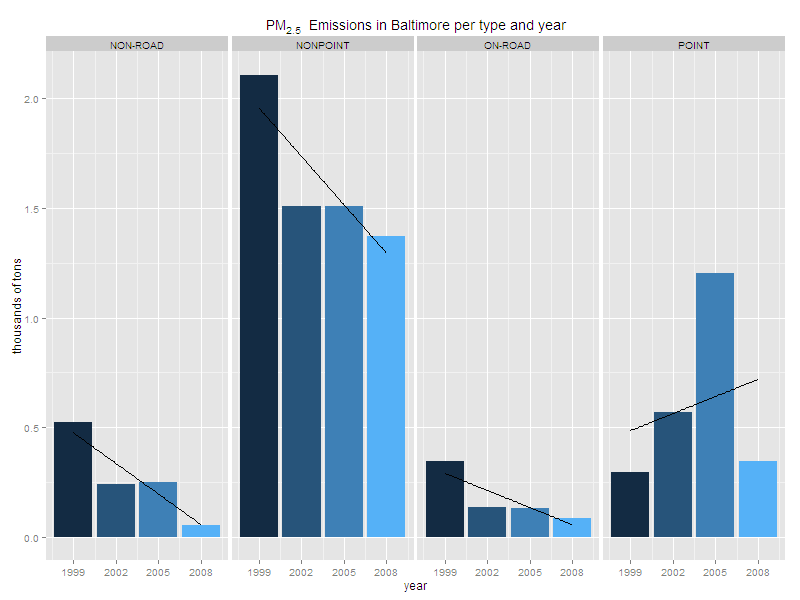 PM2.5 Emissions in Baltimore per type and year
NON-ROAD NONPOINT ON-ROAD POINT
2.0
1.5
1.0
0.5
0.0
thousands of tons
1999 2002 2005 2008 1999 2002 2005 2008 1999 2002 2005 2008 1999 2002 2005 2008
year